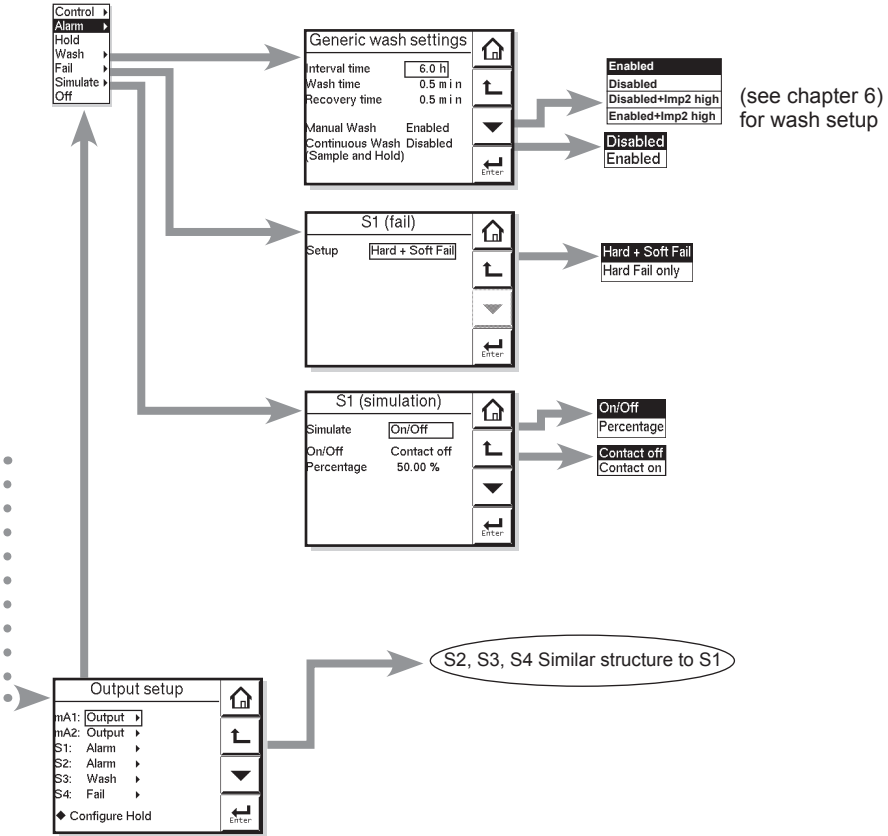 Control
Alarm
Hold
Wash
Fail
Simulate
Off
Generic wash settings
Interval time 6.0 h
Wash time 0.5 min
Recovery time 0.5 min
Manual Wash Enabled
Continuous Wash Disabled
(Sample and Hold)
Enter
Enabled
Disabled
Disabled+Imp2 high
Enabled+Imp2 high
(see chapter 6)
for wash setup
Disabled
Enabled
S1 (fail)
Setup Hard + Soft Fail
Enter
Hard + Soft Fail
Hard Fail only
S1 (simulation)
Simulate On/Off
On/Off Contact off
Percentage 50.00 %
Enter
On/Off
Percentage
Contact off
Contact on
S2, S3, S4 Similar structure to S1
Output setup
mA1: Output
mA2: Output
S1: Alarm
S2: Alarm
S3: Wash
S4: Fail
Configure Hold
Enter